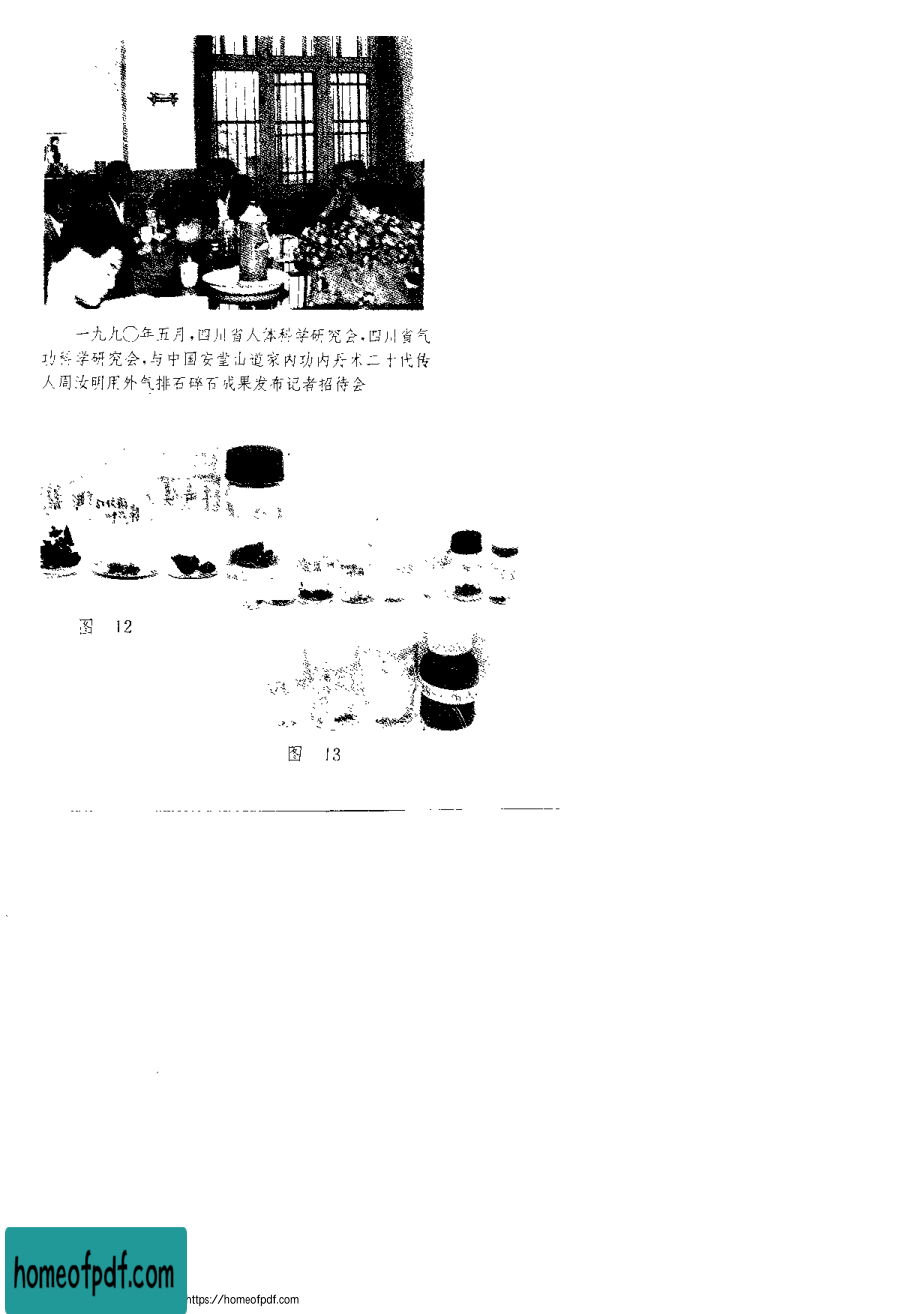 一九九〇年五月，四川省人体科学研究会，四川省气
功科学研究会，与中国安堂山道家内功内丹术二十代传
人周汝明用外气排石碎石成果发布记者招待会
图 12
图 13
homeofpdf.com
https://homeofpdf.com